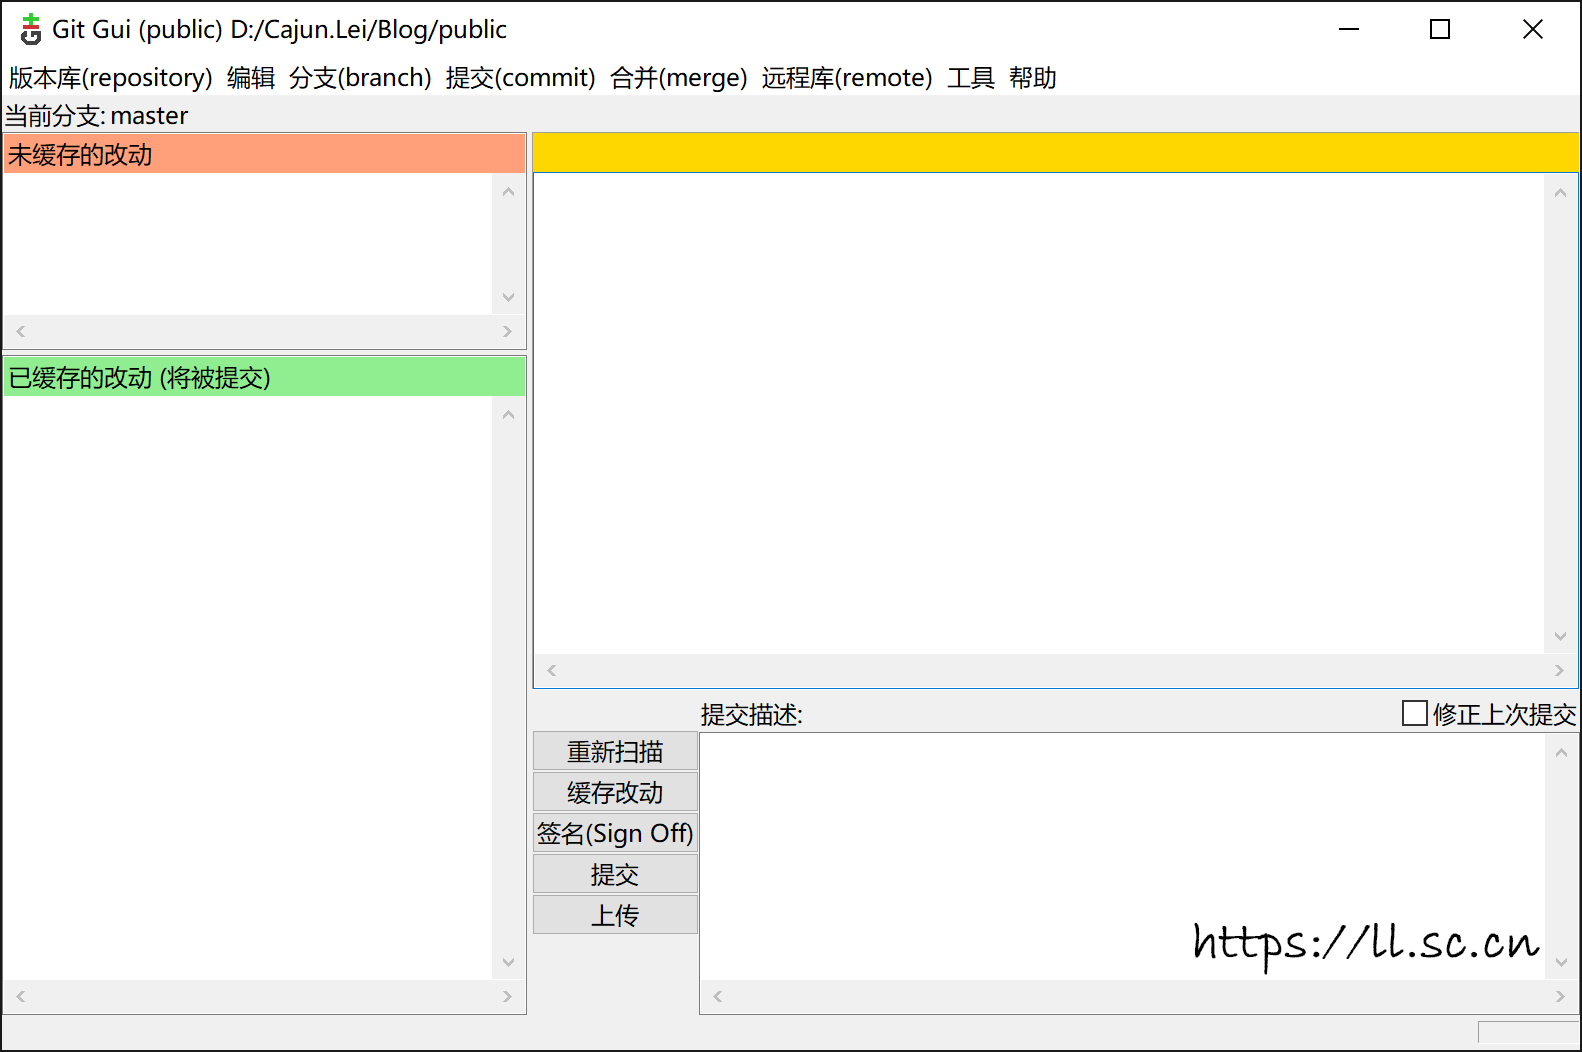 Git Gui (public) D:/Cajun.Lei/Blog/public
版本库(repository) 编辑 分支(branch) 提交(commit) 合并(merge) 远程库(remote) 工具 帮助
当前分支: master
未缓存的改动
已缓存的改动 (将被提交)
提交描述:
修正上次提交
重新扫描
缓存改动
签名(Sign Off)
提交
上传
https://ll.sc.cn